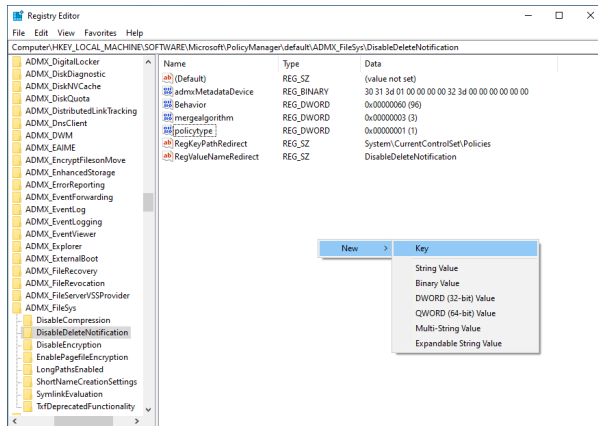 Registry Editor
File Edit View Favorites Help
Computer\HKEY_LOCAL_MACHINE\SOFTWARE\Microsoft\PolicyManager\default\ADMX_FileSys\DisableDeleteNotification
ADMX_DigitalLocker
ADMX_DiskDiagnostic
ADMX_DiskNVCache
ADMX_DiskQuota
ADMX_DistributedLinkTracking
ADMX_DnsClient
ADMX_DWM
ADMX_EAIME
ADMX_EncryptFilesonMove
ADMX_EnhancedStorage
ADMX_ErrorReporting
ADMX_EventForwarding
ADMX_EventLog
ADMX_EventLogging
ADMX_EventViewer
ADMX_Explorer
ADMX_ExternalBoot
ADMX_FileRecovery
ADMX_FileRevocation
ADMX_FileServerVSSProvider
ADMX_FileSys
DisableCompression
DisableDeleteNotification
DisableEncryption
EnablePagefileEncryption
LongPathsEnabled
ShortNameCreationSettings
SymlinkEvaluation
TxfDeprecatedFunctionality
Name Type Data
(Default) REG_SZ (value not set)
admxMetadataDevice REG_BINARY 30 31 3d 01 00 00 00 00 32 3d 00 00 00 00 00 00
Behavior REG_DWORD 0x00000060 (96)
mergealgorithm REG_DWORD 0x00000003 (3)
policytype REG_DWORD 0x00000001 (1)
RegKeyPathRedirect REG_SZ System\CurrentControlSet\Policies
RegValueNameRedirect REG_SZ DisableDeleteNotification
New > Key
String Value
Binary Value
DWORD (32-bit) Value
QWORD (64-bit) Value
Multi-String Value
Expandable String Value